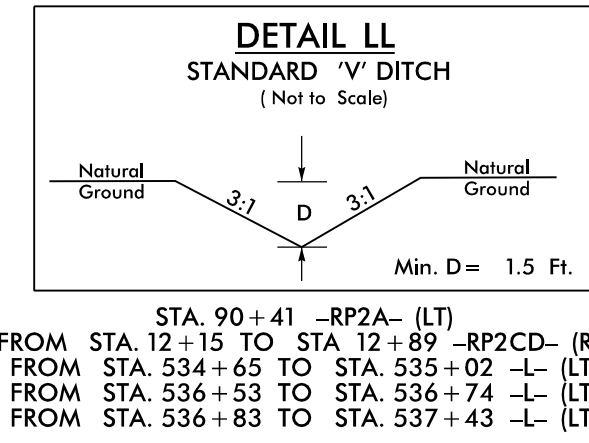 DETAIL LL
STANDARD 'V' DITCH
( Not to Scale)
Natural
Ground
3:1
D
3:1
Natural
Ground
Min. D = 1.5 Ft.
STA. 90+41 –RP2A– (LT)
FROM STA. 12+15 TO STA 12+89 –RP2CD– (R
FROM STA. 534+65 TO STA. 535+02 –L– (LT
FROM STA. 536+53 TO STA. 536+74 –L– (LT
FROM STA. 536+83 TO STA. 537+43 –L– (LT